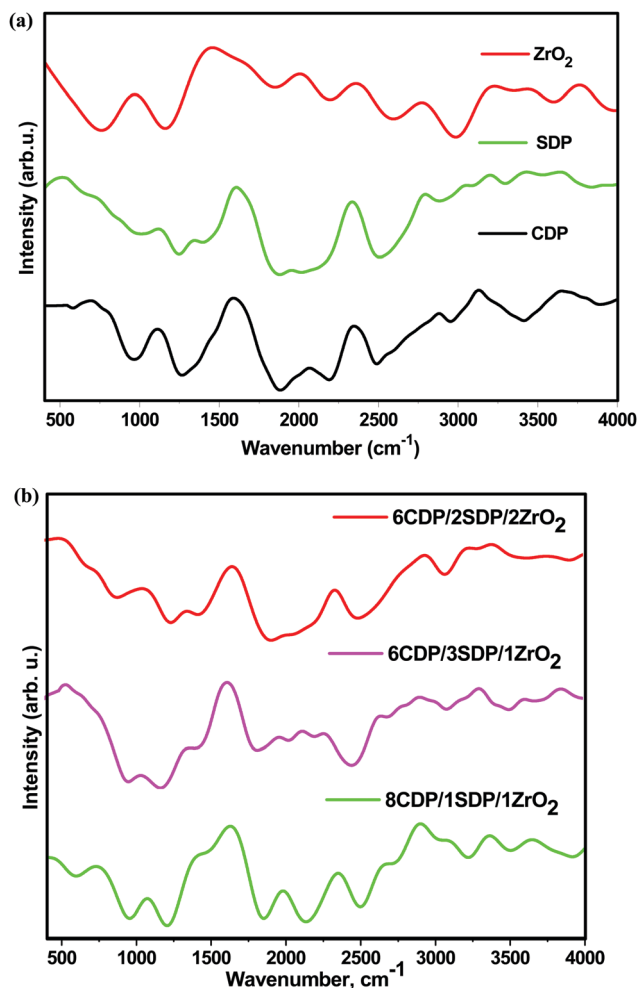 (a)
ZrO2
SDP
CDP
Intensity (arb.u.)
500 1000 1500 2000 2500 3000 3500 4000
Wavenumber (cm-1)
(b)
6CDP/2SDP/2ZrO2
6CDP/3SDP/1ZrO2
8CDP/1SDP/1ZrO2
Intensity (arb. u.)
500 1000 1500 2000 2500 3000 3500 4000
Wavenumber, cm-1